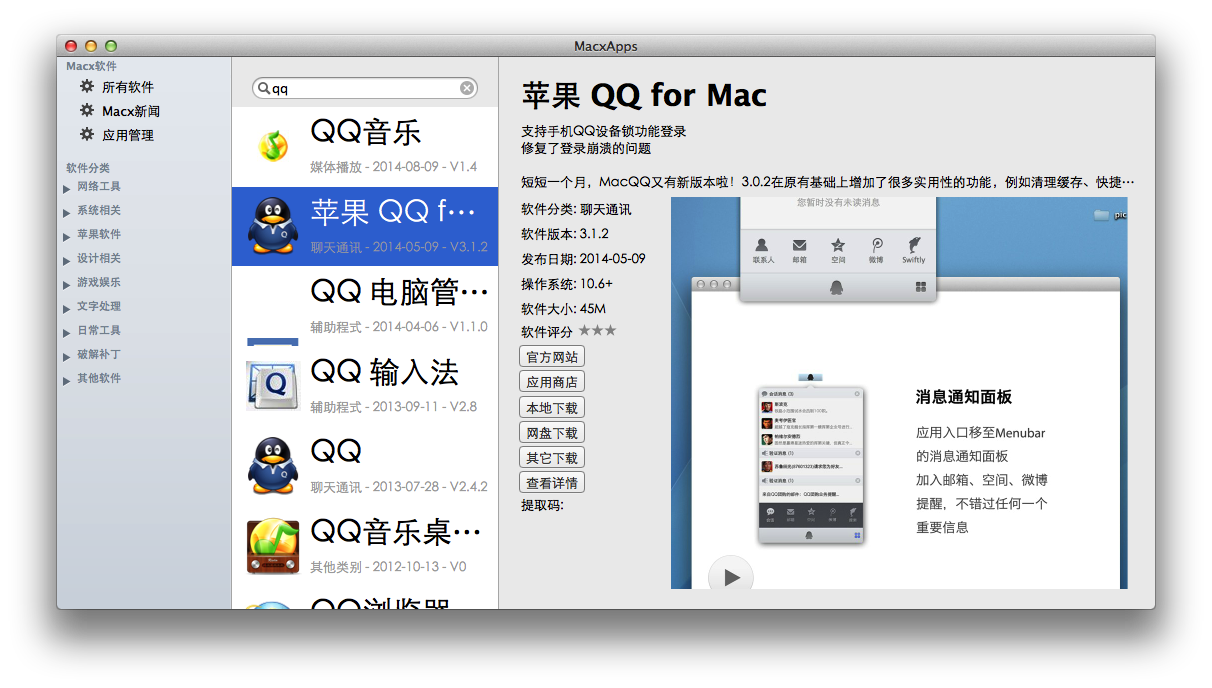 MacxApps
Macx软件
所有软件
Macx新闻
应用管理
软件分类
网络工具
系统相关
苹果软件
设计相关
游戏娱乐
文字处理
日常工具
破解补丁
其他软件
qq
QQ音乐
媒体播放 - 2014-08-09 - V1.4
苹果 QQ f···
聊天通讯 - 2014-05-09 - V3.1.2
QQ 电脑管···
辅助程式 - 2014-04-06 - V1.1.0
QQ 输入法
辅助程式 - 2013-09-11 - V2.8
QQ
聊天通讯 - 2013-07-28 - V2.4.2
QQ音乐桌···
其他类别 - 2012-10-13 - V0
QQ浏览器
苹果 QQ for Mac
支持手机QQ设备锁功能登录
修复了登录崩溃的问题
短短一个月，MacQQ又有新版本啦！3.0.2在原有基础上增加了很多实用性的功能，例如清理缓存、快捷···
软件分类: 聊天通讯
软件版本: 3.1.2
发布日期: 2014-05-09
操作系统: 10.6+
软件大小: 45M
软件评分 ★★★
官方网站
应用商店
本地下载
网盘下载
其它下载
查看详情
提取码:
您暂时没有未读消息
pic
联系人 邮箱 空间 微博 Swiftly
会话消息 (3)
验证消息 (1)
验证消息 (1)
消息通知面板
应用入口移至Menubar
的消息通知面板
加入邮箱、空间、微博
提醒，不错过任何一个
重要信息